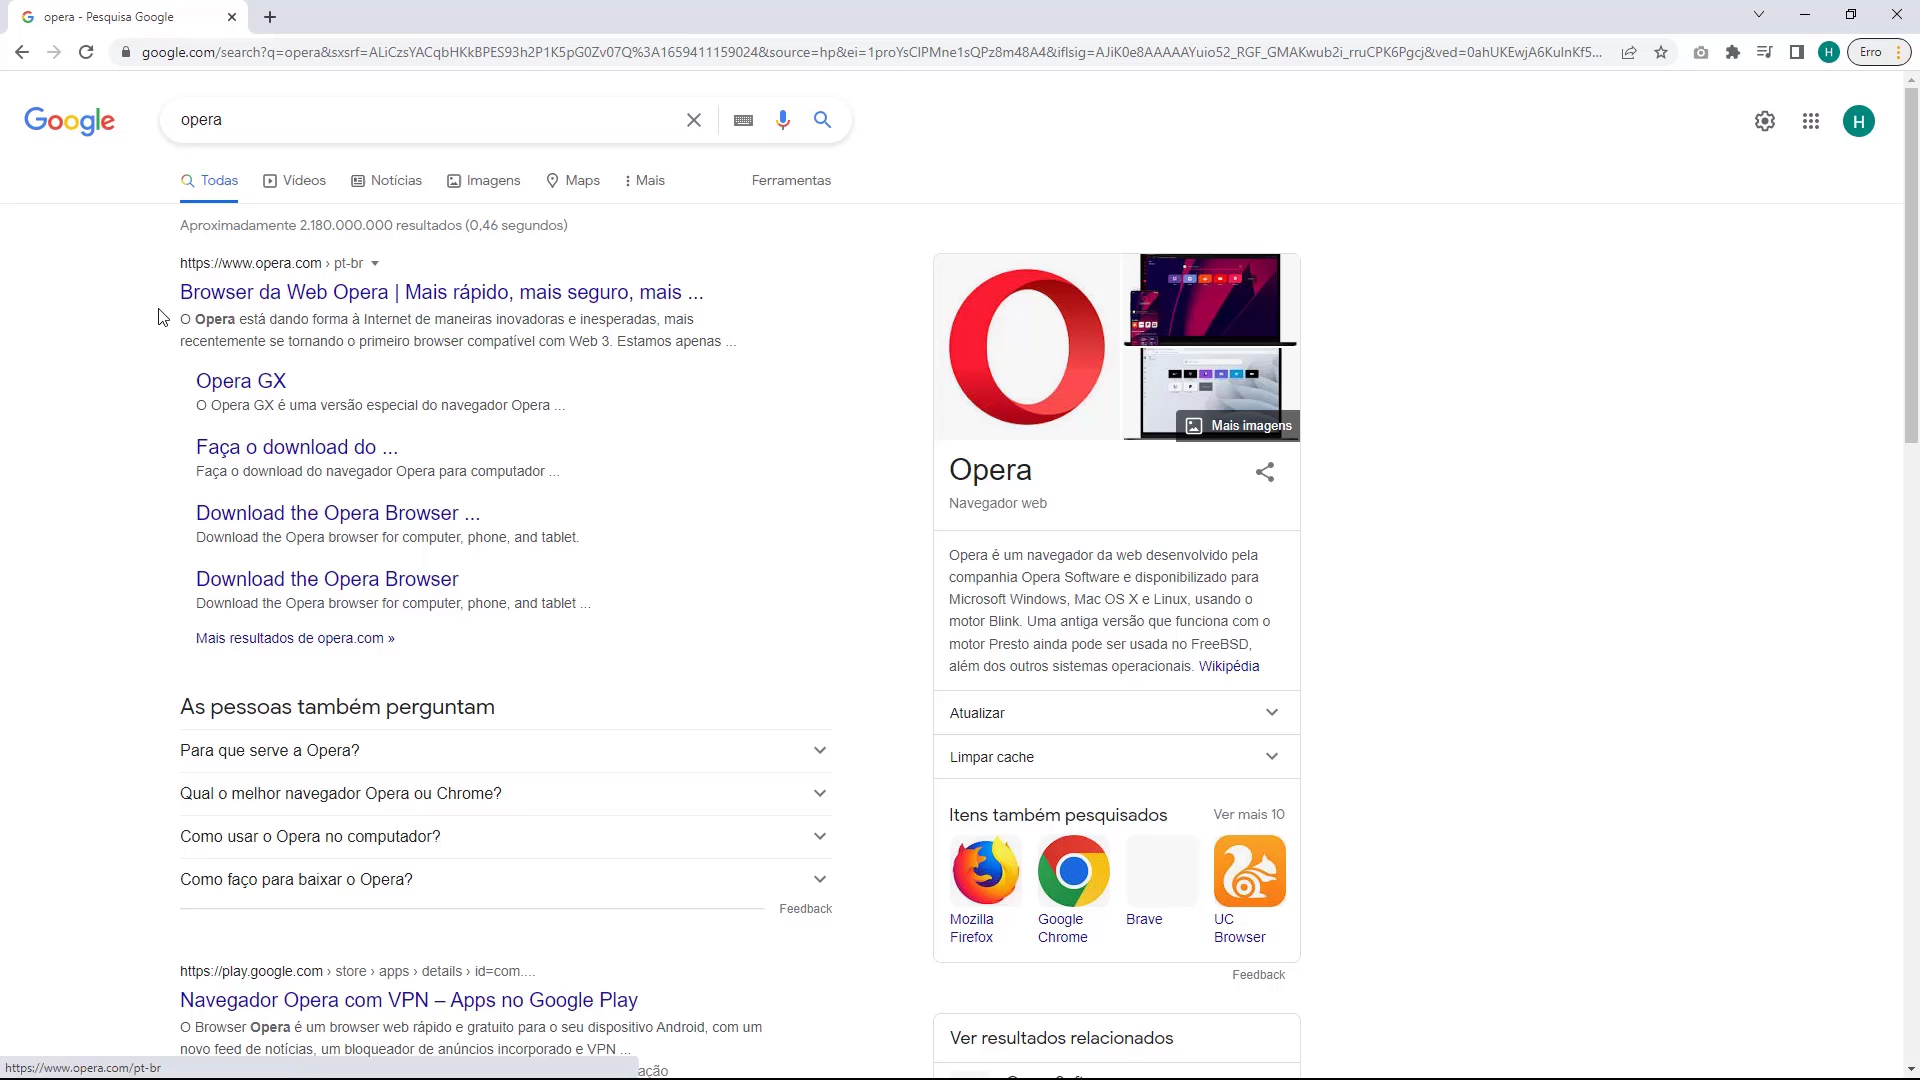 opera - Pesquisa Google
google.com/search?q=opera&sxsrf=ALiCzsYACqbHKkBPES93h2P1K5pG0Zv07Q%3A1659411159024&source=hp&ei=1proYsClPMne1sQPz8m48A4&iflsig=AJiK0e8AAAAAYuio52_RGF_GMAKwub2i_rruCPK6Pgcj&ved=0ahUKEwjA6KulnKf5...
H
Erro
Google
opera
H
Todas
Vídeos
Notícias
Imagens
Maps
Mais
Ferramentas
Aproximadamente 2.180.000.000 resultados (0,46 segundos)
https://www.opera.com › pt-br
Browser da Web Opera | Mais rápido, mais seguro, mais ...
O Opera está dando forma à Internet de maneiras inovadoras e inesperadas, mais
recentemente se tornando o primeiro browser compatível com Web 3. Estamos apenas ...
Opera GX
O Opera GX é uma versão especial do navegador Opera ...
Faça o download do ...
Faça o download do navegador Opera para computador ...
Download the Opera Browser ...
Download the Opera browser for computer, phone, and tablet.
Download the Opera Browser
Download the Opera browser for computer, phone, and tablet ...
Mais resultados de opera.com »
As pessoas também perguntam
Para que serve a Opera?
Qual o melhor navegador Opera ou Chrome?
Como usar o Opera no computador?
Como faço para baixar o Opera?
Feedback
https://play.google.com › store › apps › details › id=com....
Navegador Opera com VPN – Apps no Google Play
O Browser Opera é um browser web rápido e gratuito para o seu dispositivo Android, com um
novo feed de notícias, um bloqueador de anúncios incorporado e VPN ...
ação
https://www.opera.com/pt-br
Mais imagens
Opera
Navegador web
Opera é um navegador da web desenvolvido pela
companhia Opera Software e disponibilizado para
Microsoft Windows, Mac OS X e Linux, usando o
motor Blink. Uma antiga versão que funciona com o
motor Presto ainda pode ser usada no FreeBSD,
além dos outros sistemas operacionais. Wikipédia
Atualizar
Limpar cache
Itens também pesquisados
Ver mais 10
Mozilla
Firefox
Google
Chrome
Brave
UC
Browser
Feedback
Ver resultados relacionados